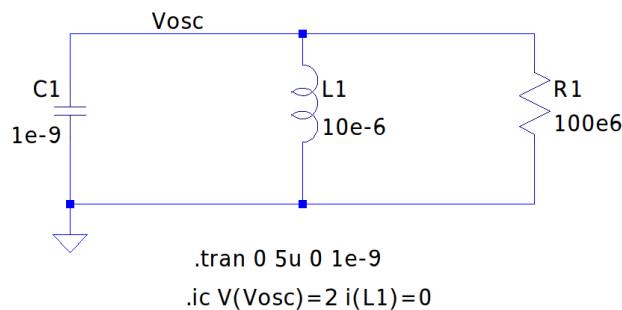 Vosc
C1
1e-9
L1
10e-6
R1
100e6
.tran 0 5u 0 1e-9
.ic V(Vosc)=2 i(L1)=0